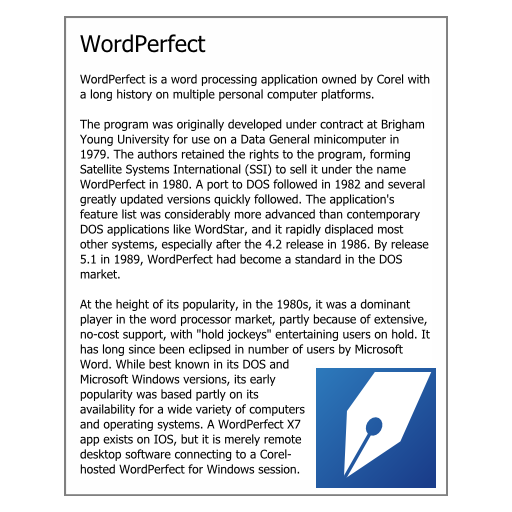 WordPerfect
WordPerfect is a word processing application owned by Corel with
a long history on multiple personal computer platforms.
The program was originally developed under contract at Brigham
Young University for use on a Data General minicomputer in
1979. The authors retained the rights to the program, forming
Satellite Systems International (SSI) to sell it under the name
WordPerfect in 1980. A port to DOS followed in 1982 and several
greatly updated versions quickly followed. The application's
feature list was considerably more advanced than contemporary
DOS applications like WordStar, and it rapidly displaced most
other systems, especially after the 4.2 release in 1986. By release
5.1 in 1989, WordPerfect had become a standard in the DOS
market.
At the height of its popularity, in the 1980s, it was a dominant
player in the word processor market, partly because of extensive,
no-cost support, with "hold jockeys" entertaining users on hold. It
has long since been eclipsed in number of users by Microsoft
Word. While best known in its DOS and
Microsoft Windows versions, its early
popularity was based partly on its
availability for a wide variety of computers
and operating systems. A WordPerfect X7
app exists on IOS, but it is merely remote
desktop software connecting to a Corel-
hosted WordPerfect for Windows session.